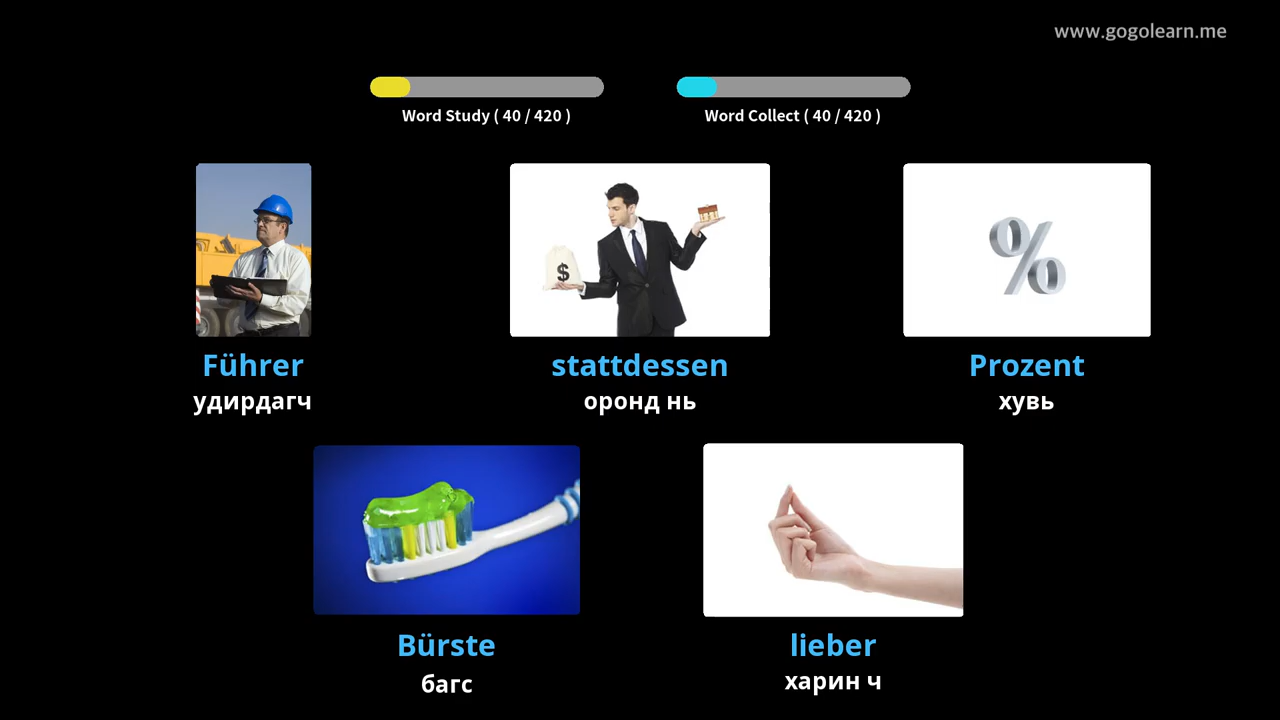 www.gogolearn.me
Word Study ( 40 / 420 )
Word Collect ( 40 / 420 )
Führer
удирдагч
stattdessen
оронд нь
Prozent
хувь
Bürste
багс
lieber
харин ч